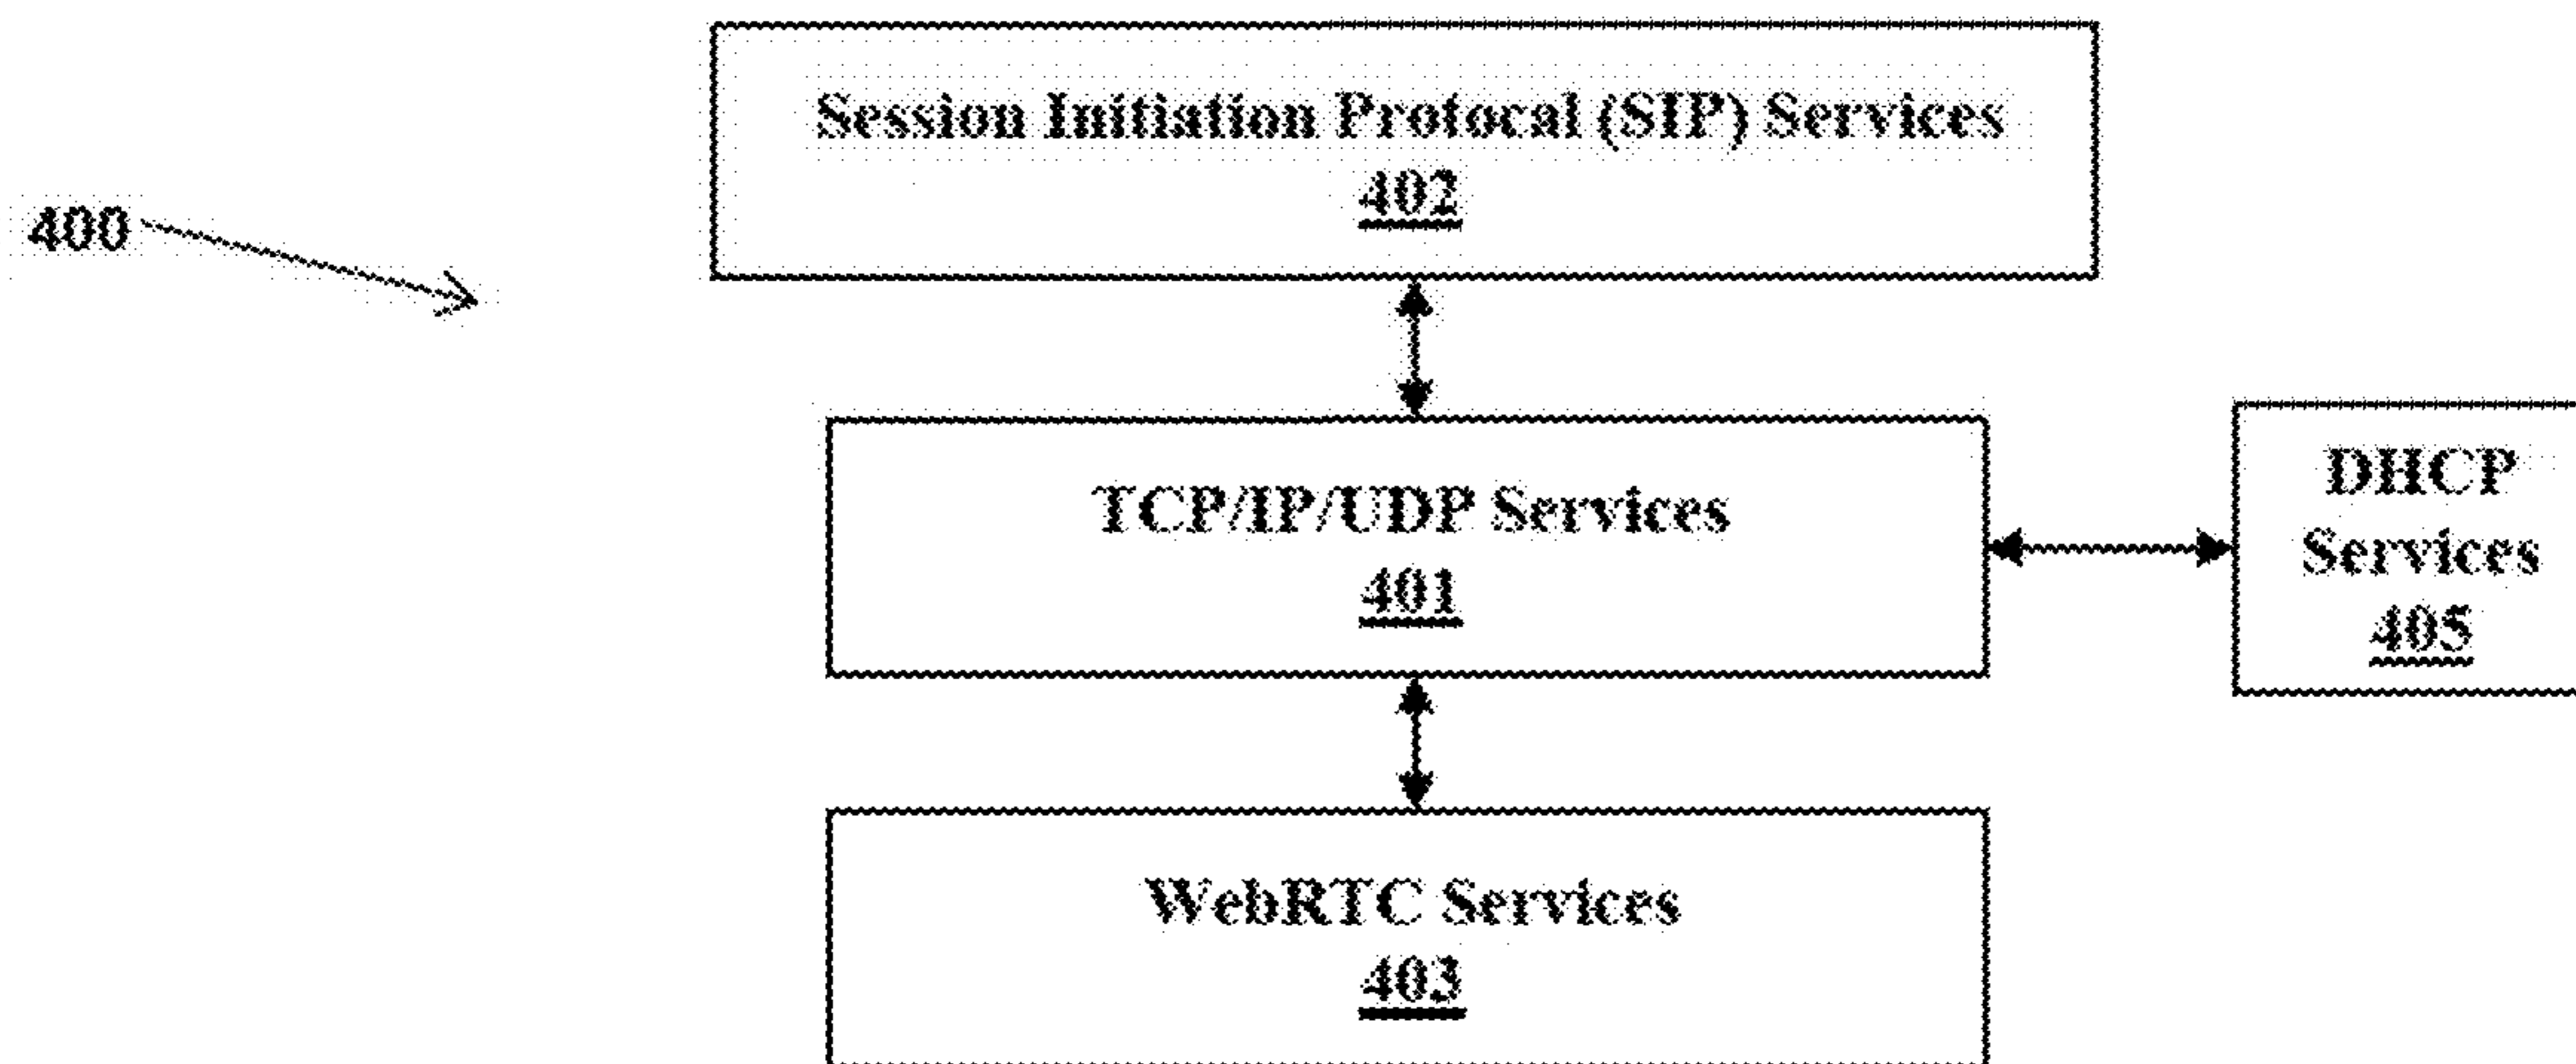 Session Initiation Protocal (SIP) Services
402
400
TCP/IP/UDP Services
401
DHCP
Services
405
WebRTC Services
403